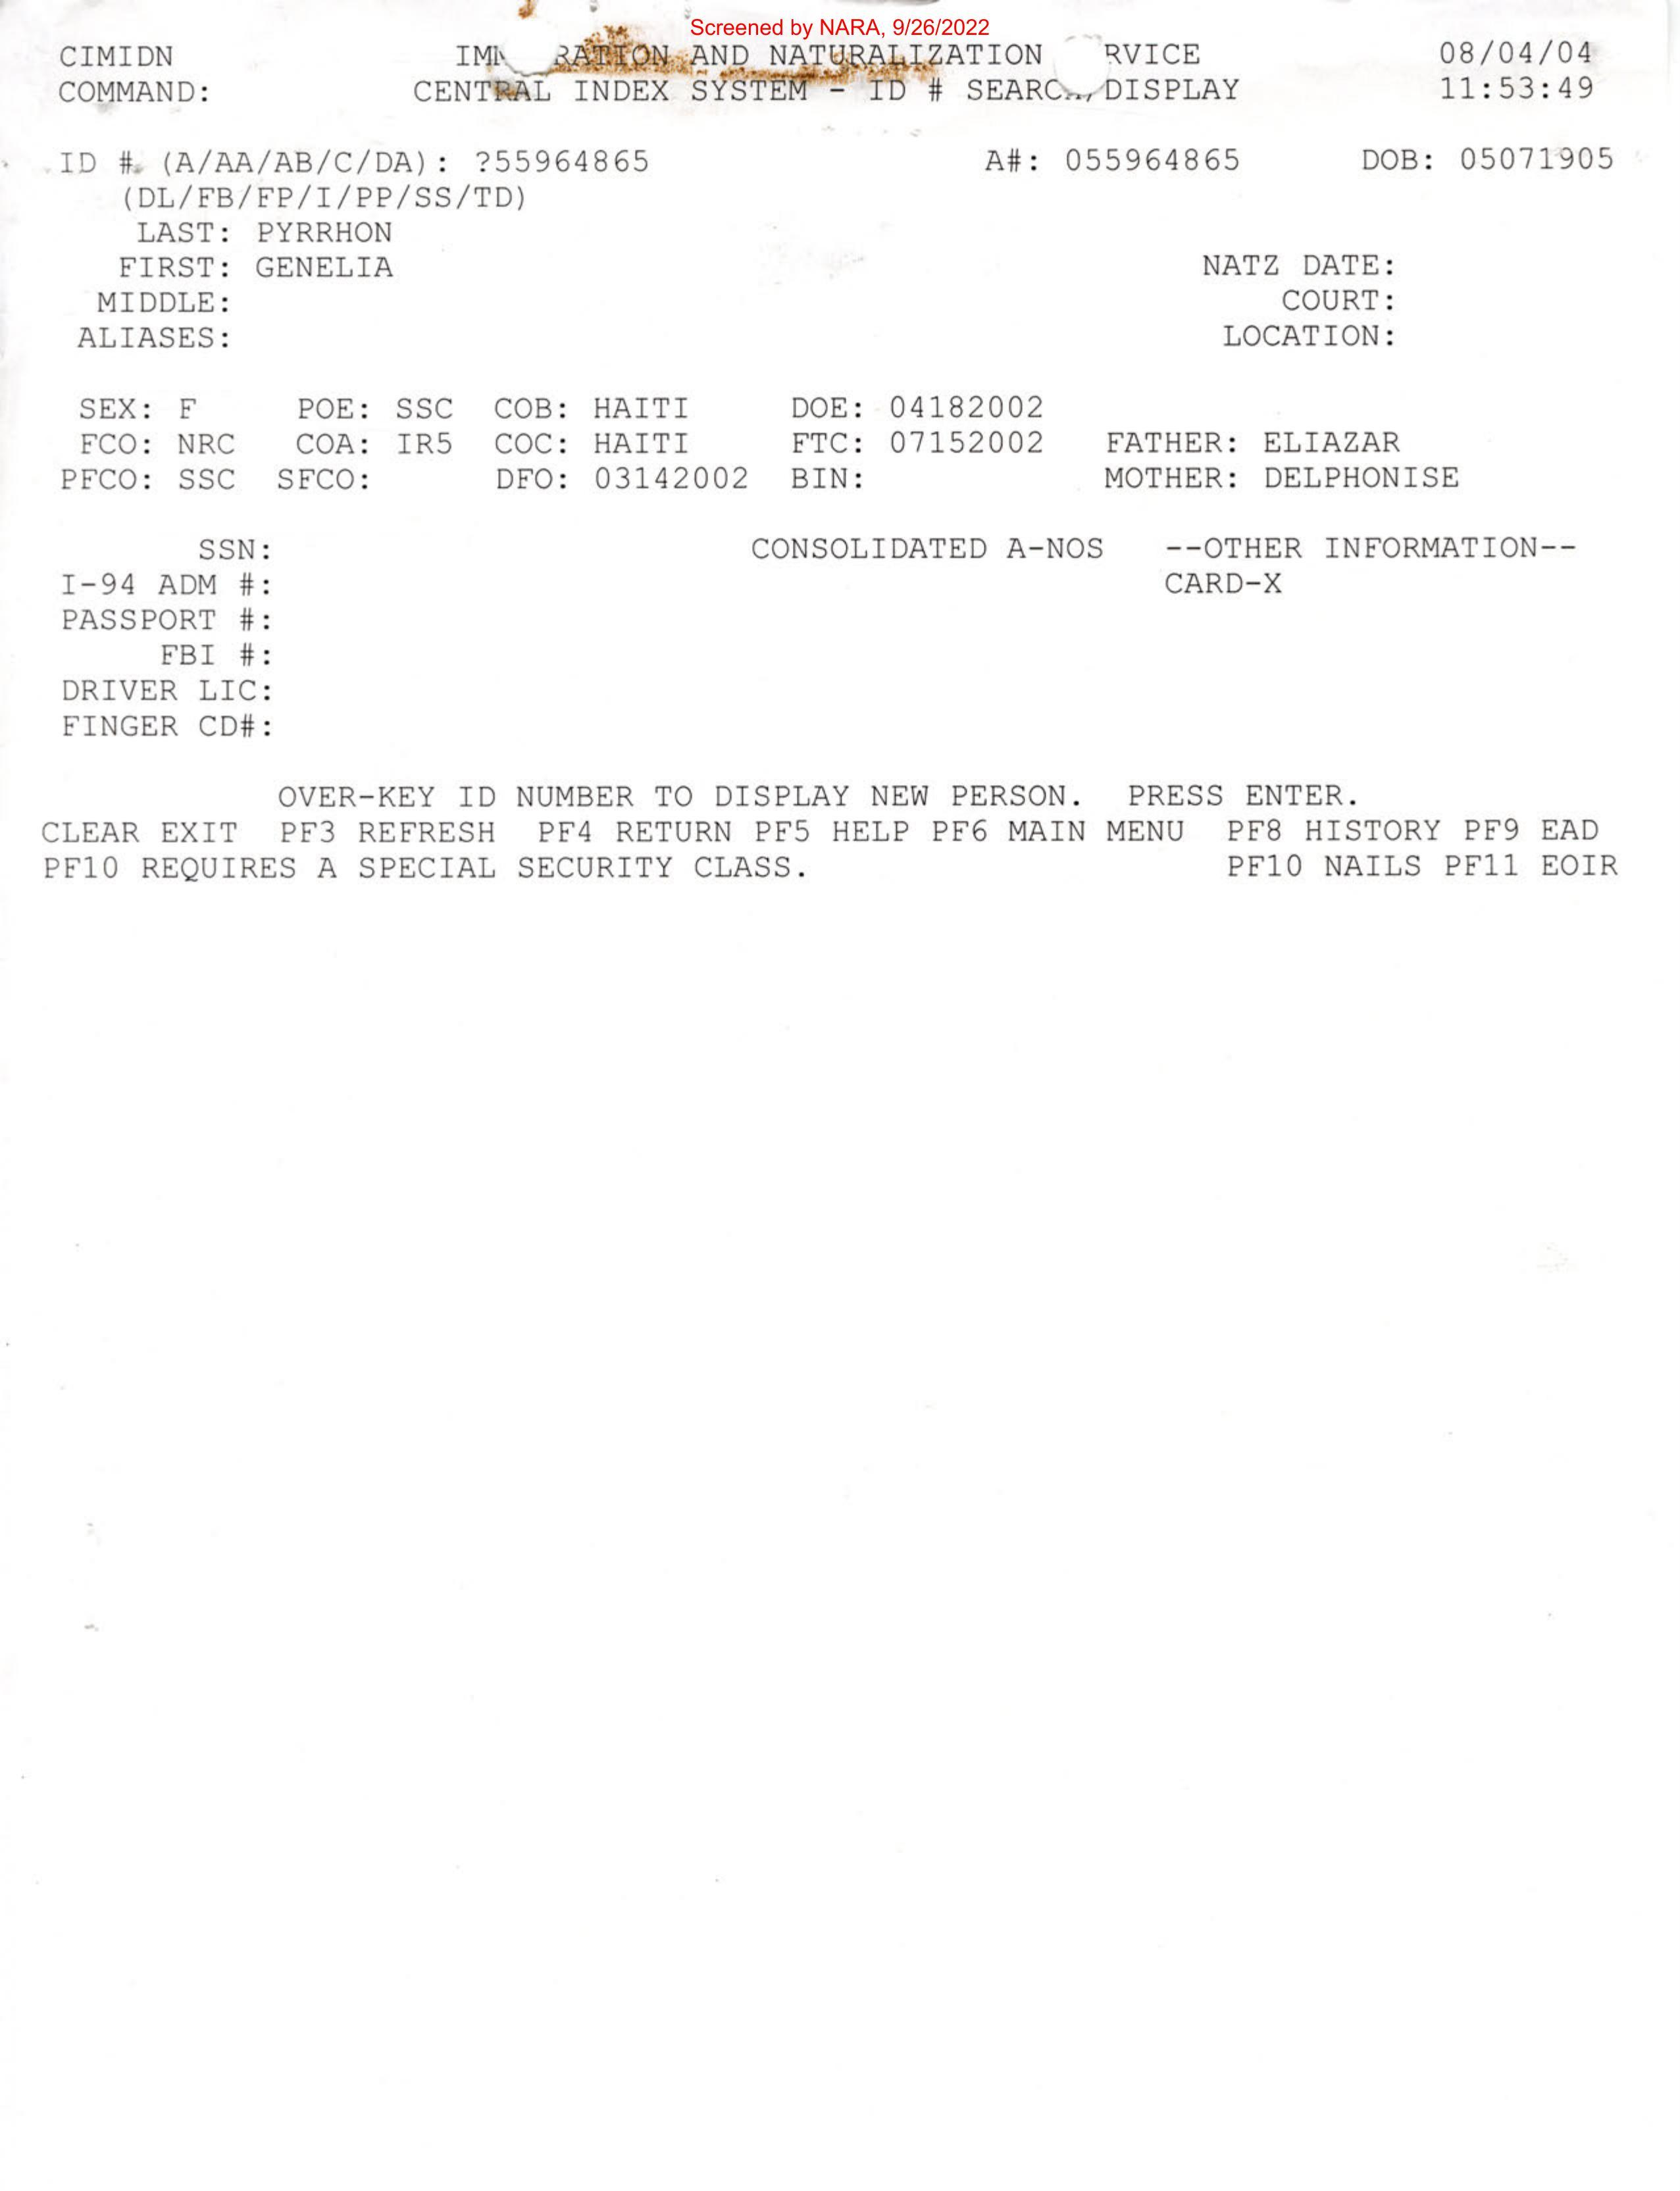 Screened by NARA, 9/26/2022
CIMIDN IMM RATION AND NATURALIZATION RVICE 08/04/04
COMMAND: CENTRAL INDEX SYSTEM - ID # SEARCH/DISPLAY 11:53:49
ID # (A/AA/AB/C/DA): ?55964865 A#: 055964865 DOB: 05071905
(DL/FB/FP/I/PP/SS/TD)
LAST: PYRRHON
FIRST: GENELIA NATZ DATE:
MIDDLE: COURT:
ALIASES: LOCATION:
SEX: F POE: SSC COB: HAITI DOE: 04182002
FCO: NRC COA: IR5 COC: HAITI FTC: 07152002 FATHER: ELIAZAR
PFCO: SSC SFCO: DFO: 03142002 BIN: MOTHER: DELPHONISE
SSN: CONSOLIDATED A-NOS --OTHER INFORMATION--
I-94 ADM #: CARD-X
PASSPORT #:
FBI #:
DRIVER LIC:
FINGER CD#:
OVER-KEY ID NUMBER TO DISPLAY NEW PERSON. PRESS ENTER.
CLEAR EXIT PF3 REFRESH PF4 RETURN PF5 HELP PF6 MAIN MENU PF8 HISTORY PF9 EAD
PF10 REQUIRES A SPECIAL SECURITY CLASS. PF10 NAILS PF11 EOIR